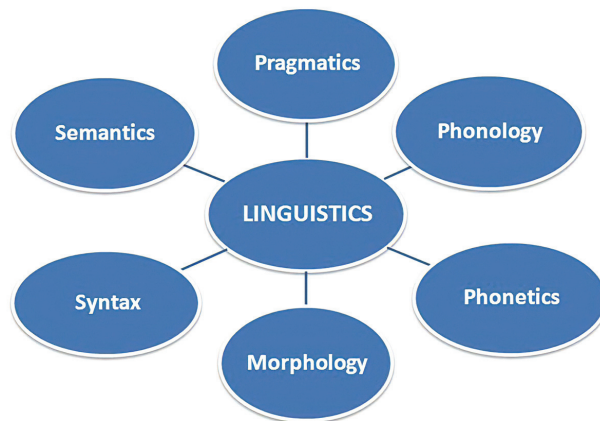 Pragmatics
Semantics
Phonology
LINGUISTICS
Syntax
Phonetics
Morphology